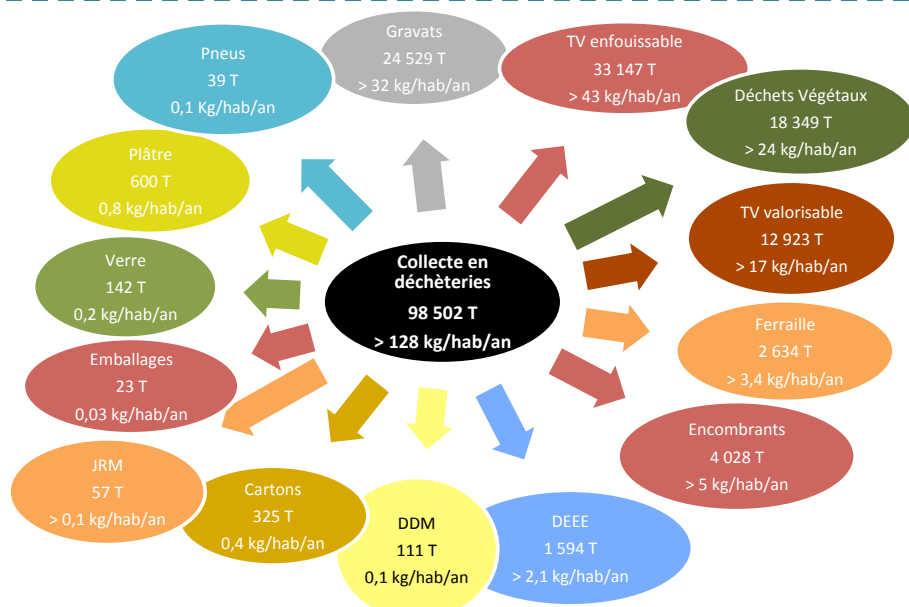 Gravats
24 529 T
> 32 kg/hab/an
TV enfouissable
33 147 T
> 43 kg/hab/an
Déchets Végétaux
18 349 T
> 24 kg/hab/an
TV valorisable
12 923 T
> 17 kg/hab/an
Ferraille
2 634 T
> 3,4 kg/hab/an
Encombrants
4 028 T
> 5 kg/hab/an
DEEE
1 594 T
> 2,1 kg/hab/an
DDM
111 T
0,1 kg/hab/an
Cartons
325 T
0,4 kg/hab/an
JRM
57 T
> 0,1 kg/hab/an
Emballages
23 T
0,03 kg/hab/an
Verre
142 T
0,2 kg/hab/an
Plâtre
600 T
0,8 kg/hab/an
Pneus
39 T
0,1 Kg/hab/an
Collecte en
déchèteries
98 502 T
> 128 kg/hab/an